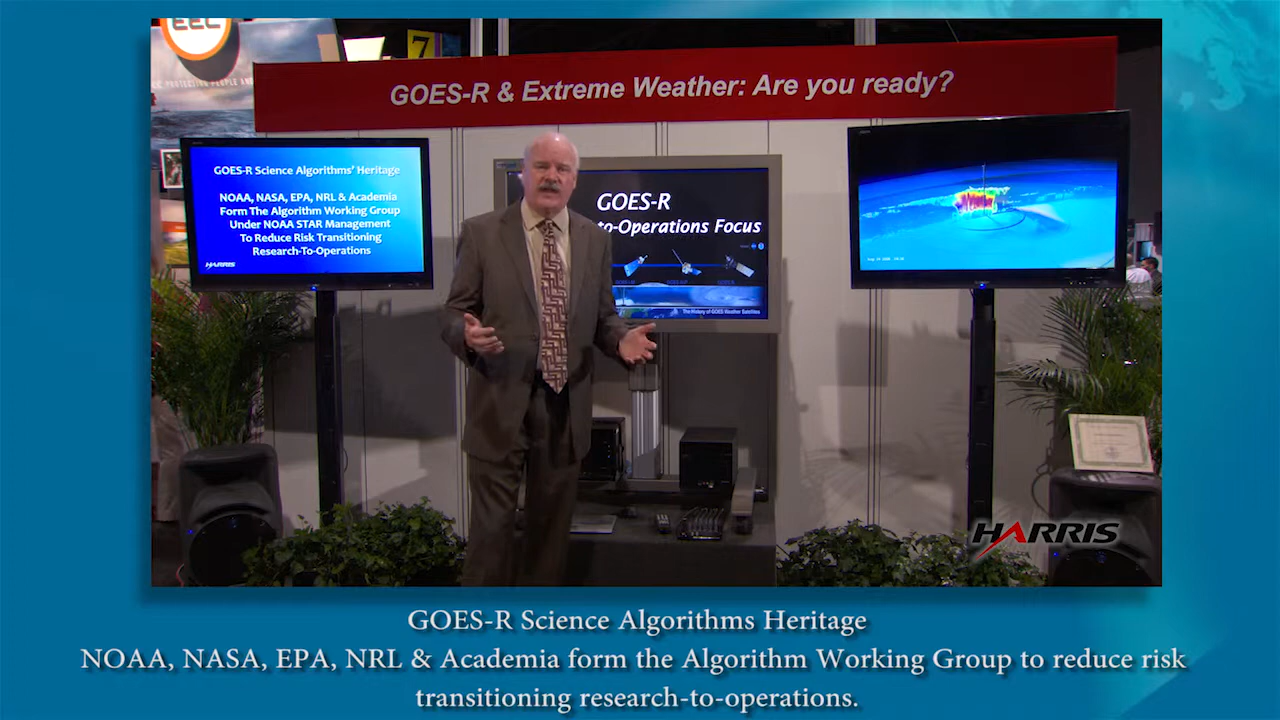 EEC
7
GOES-R & Extreme Weather: Are you ready?
GOES-R Science Algorithms' Heritage
NOAA, NASA, EPA, NRL & Academia
Form The Algorithm Working Group
Under NOAA STAR Management
To Reduce Risk Transitioning
Research-To-Operations
HARRIS
GOES-R
to-Operations Focus
The History of GOES Weather Satellites
HARRIS
GOES-R Science Algorithms Heritage
NOAA, NASA, EPA, NRL & Academia form the Algorithm Working Group to reduce risk
transitioning research-to-operations.